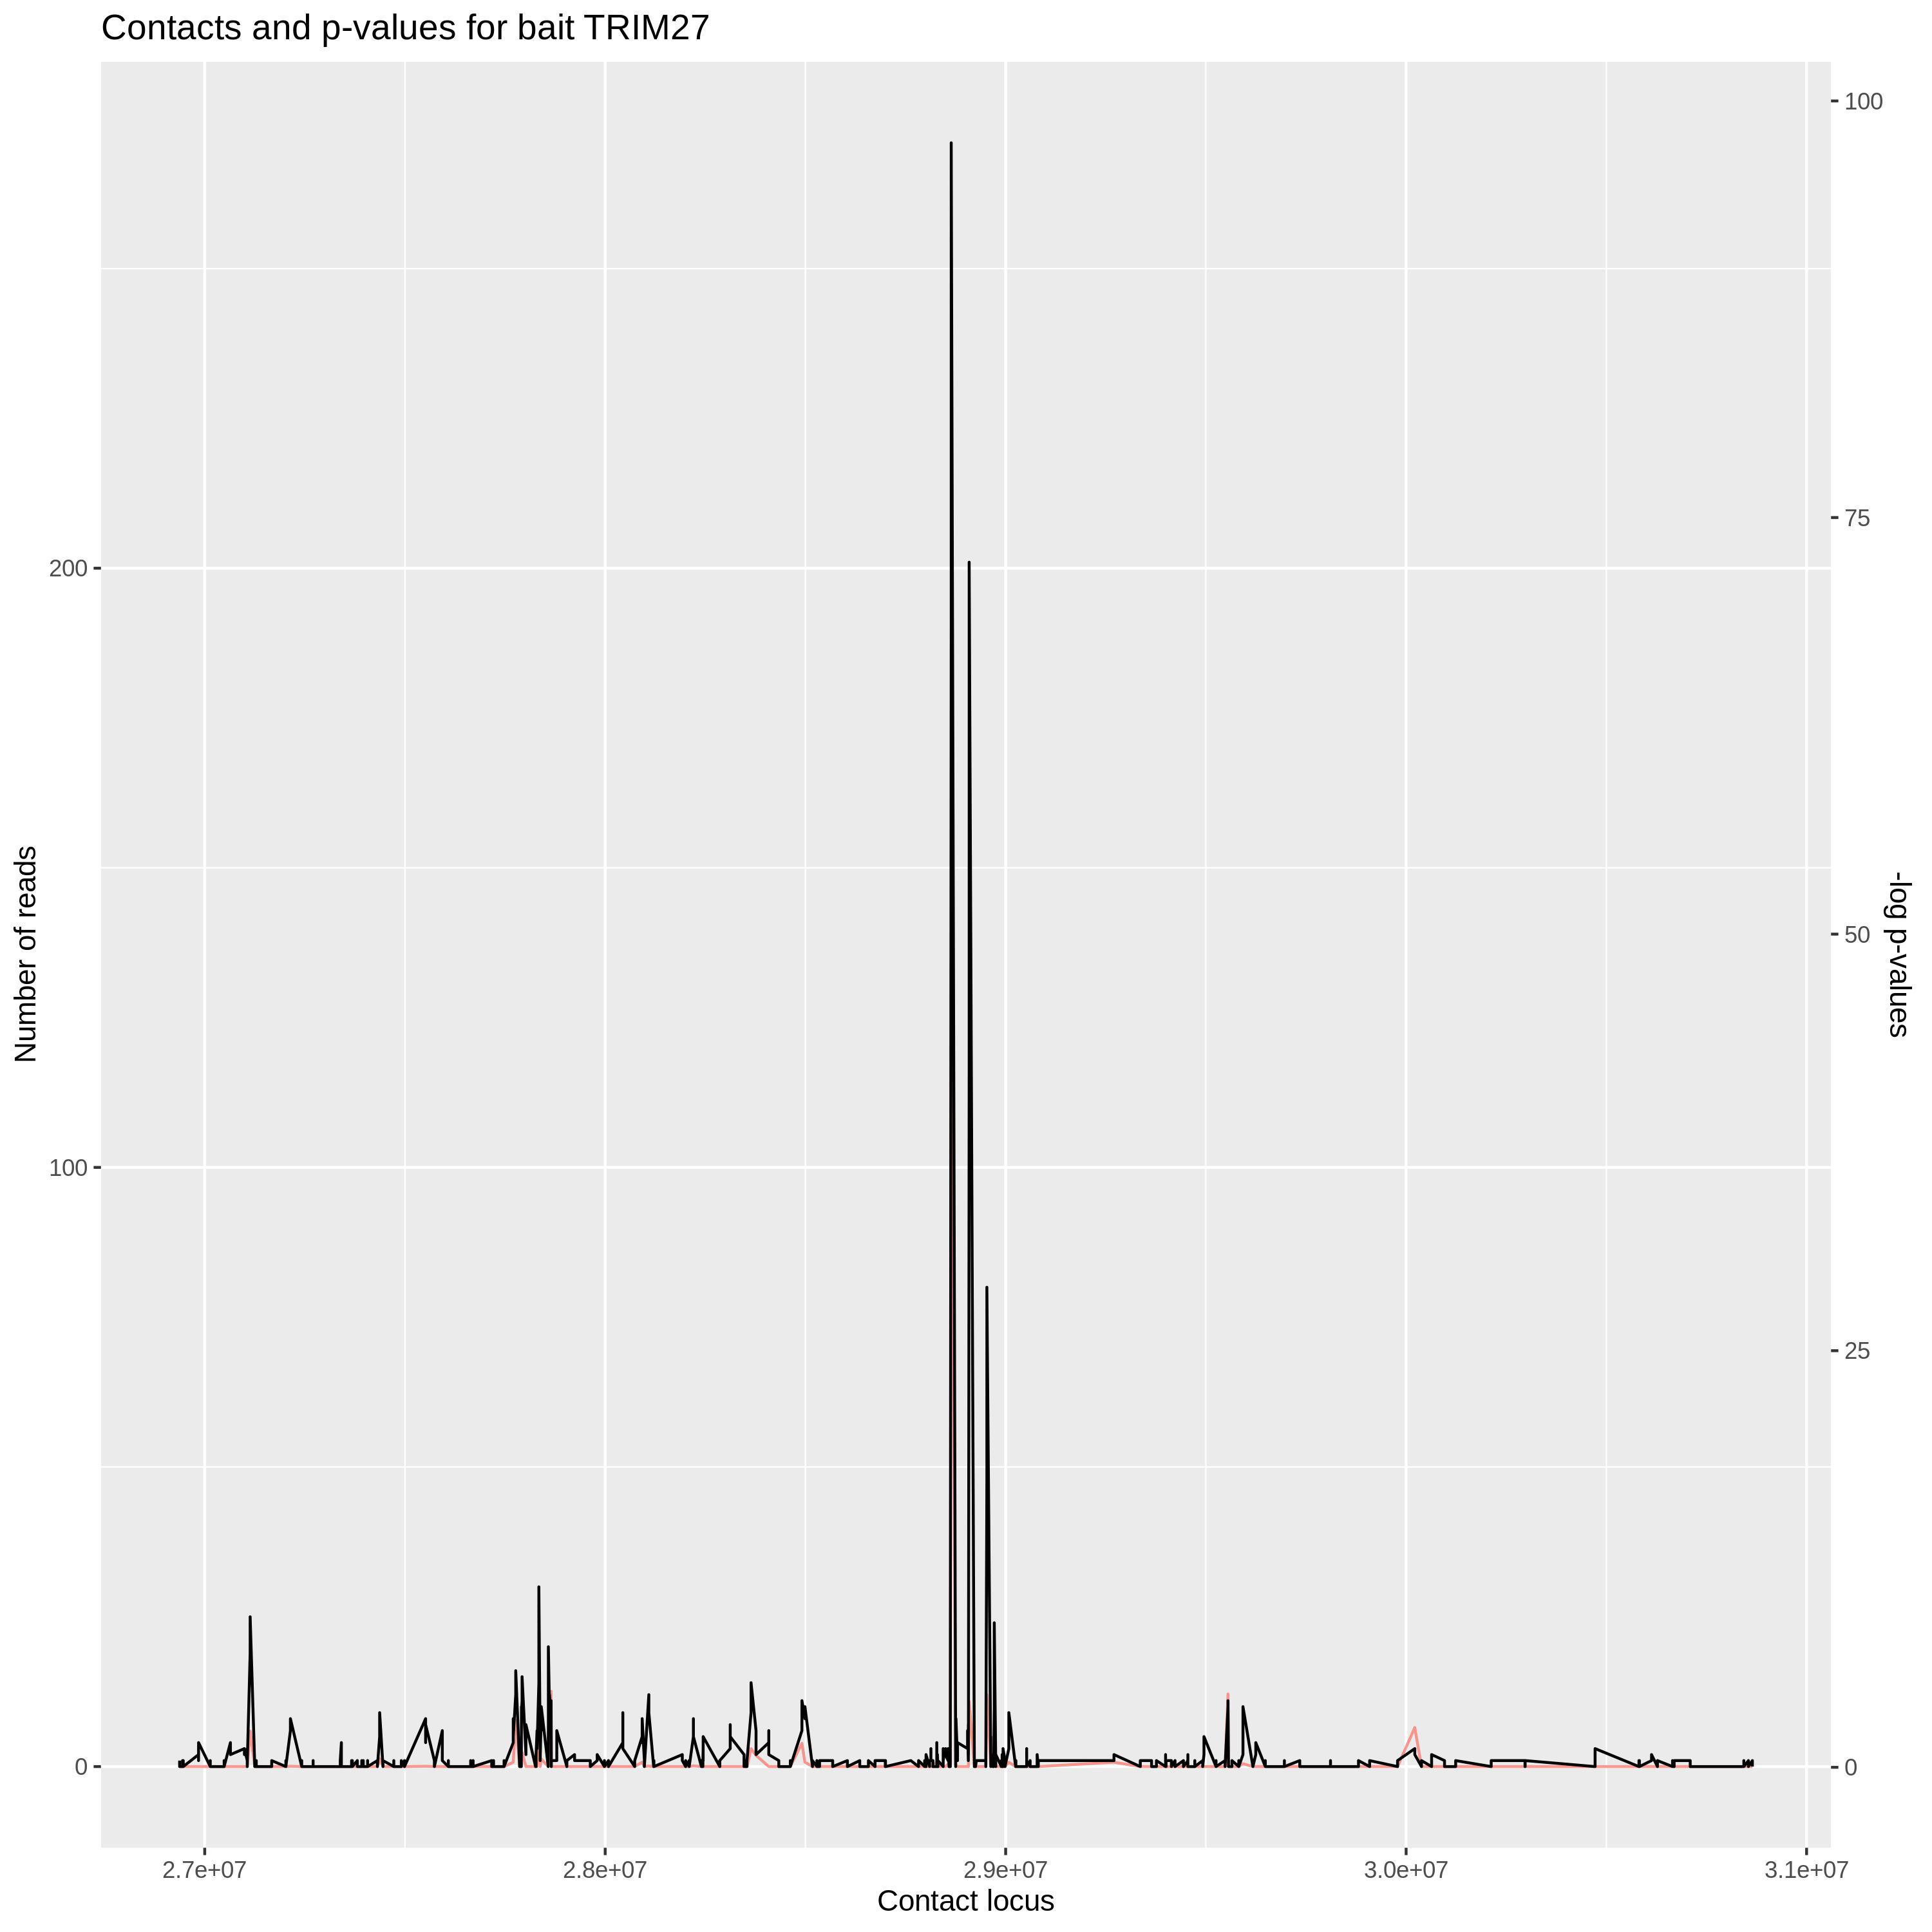 Contacts and p-values for bait TRIM27
100
75
200
50
Number of reads
-log p-values
100
25
0
0
2.7e+07
2.8e+07
2.9e+07
3.0e+07
3.1e+07
Contact locus